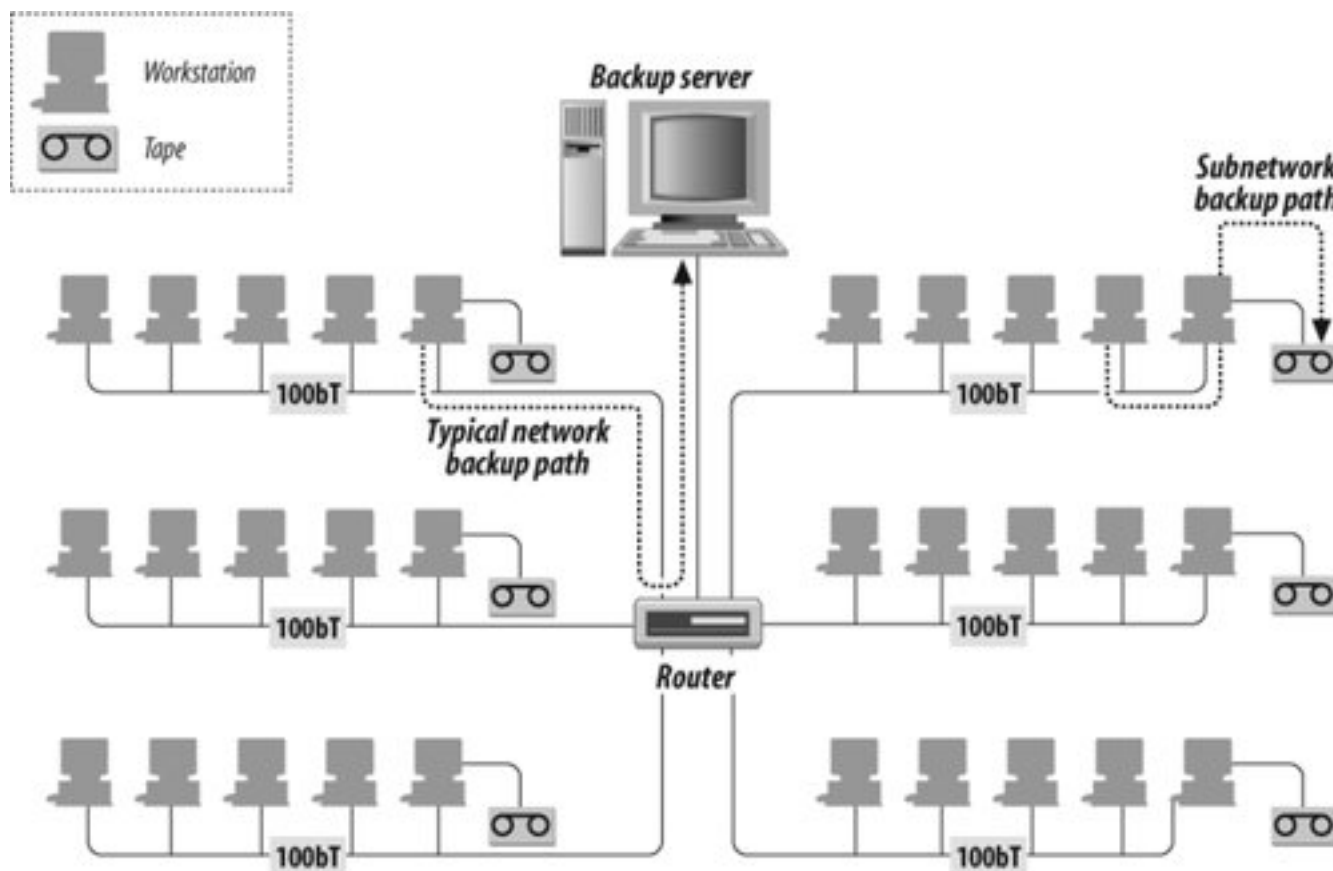 Workstation
Tape
Backup server
Subnetwork
backup path
100bT
100bT
Typical network
backup path
100bT
100bT
Router
100bT
100bT